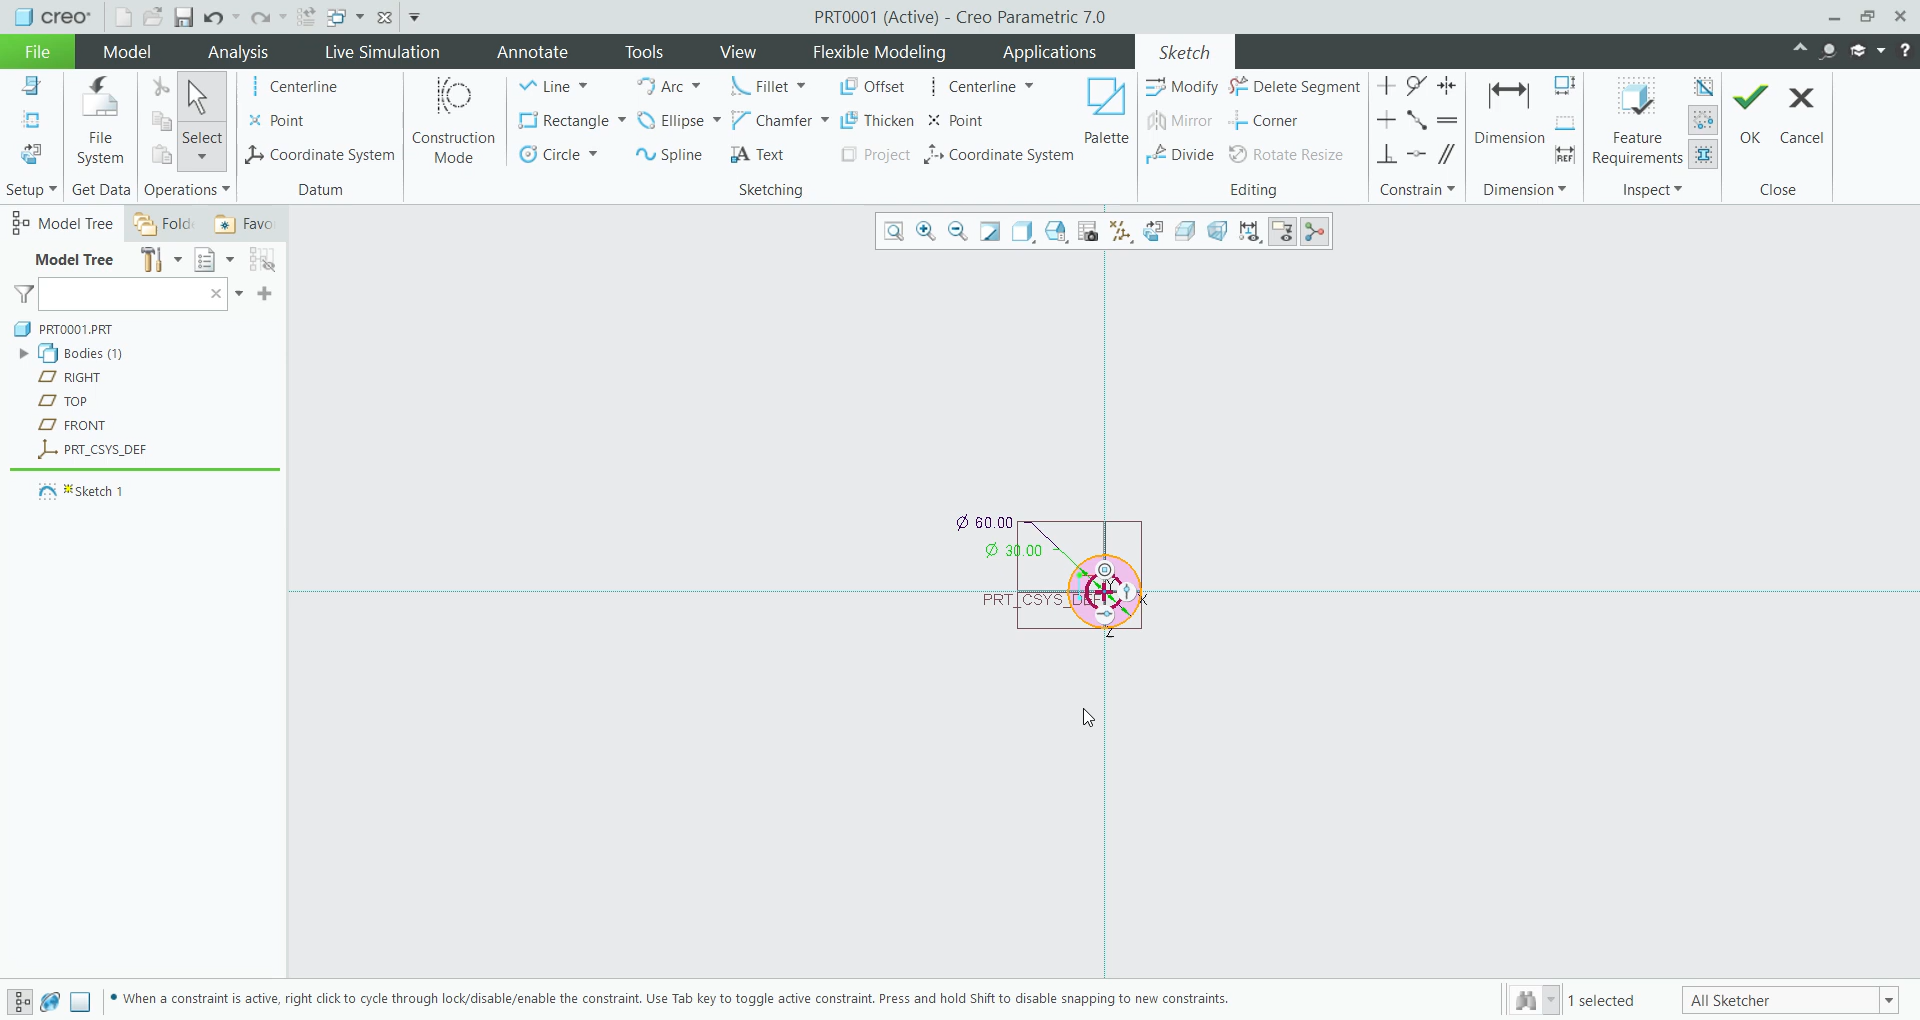 creo PRT0001 (Active) - Creo Parametric 7.0
File Model Analysis Live Simulation Annotate Tools View Flexible Modeling Applications Sketch
Centerline Line Arc Fillet Offset Centerline Modify Delete Segment
Point Rectangle Ellipse Chamfer Thicken Point Mirror Corner
File System Select Coordinate System Construction Mode Circle Spline Text Project Coordinate System Palette Divide Rotate Resize Dimension REF Feature Requirements OK Cancel
Setup Get Data Operations Datum Sketching Editing Constrain Dimension Inspect Close
Model Tree Fold Favo
Model Tree
PRT0001.PRT
Bodies (1)
RIGHT
TOP
FRONT
PRT_CSYS_DEF
Sketch 1
Ø 60.00
Ø 30.00
Y
PRT_CSYS_DEF X
Z
When a constraint is active, right click to cycle through lock/disable/enable the constraint. Use Tab key to toggle active constraint. Press and hold Shift to disable snapping to new constraints. 1 selected All Sketcher